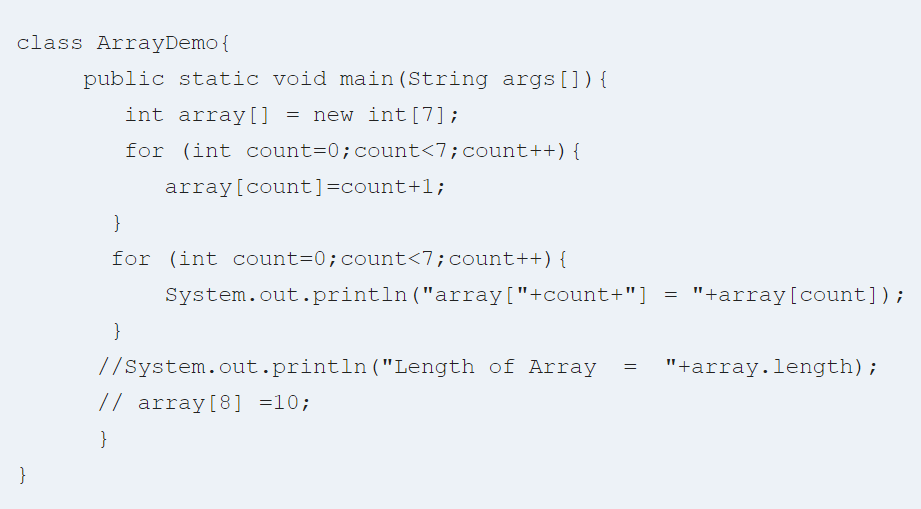 class ArrayDemo{
public static void main(String args[]){
int array[] = new int[7];
for (int count=0;count<7;count++){
array[count]=count+1;
}
for (int count=0;count<7;count++){
System.out.println("array["+count+"] = "+array[count]);
}
//System.out.println("Length of Array  =  "+array.length);
// array[8] =10;
}
}